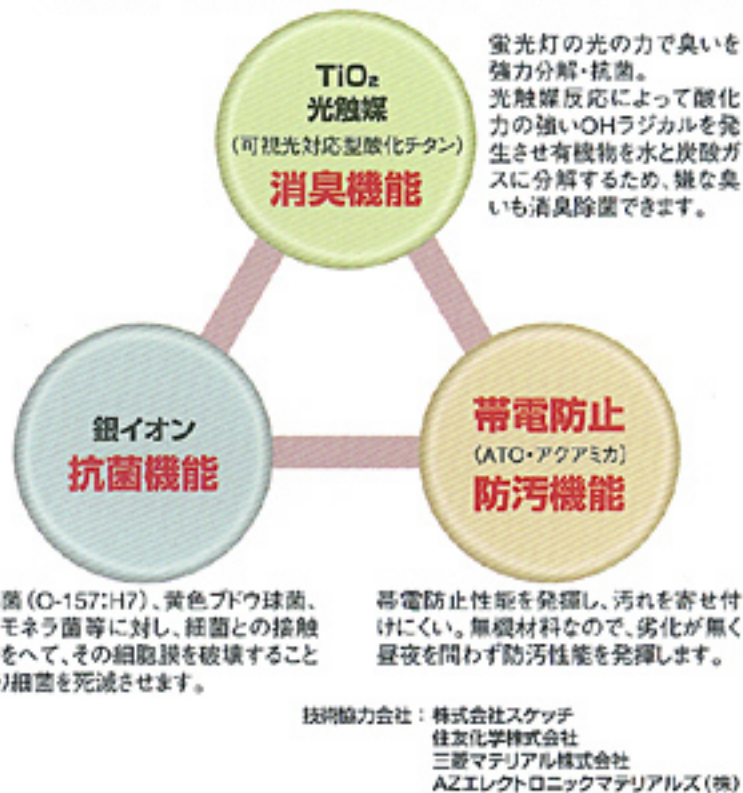 TiO₂
光触媒
(可視光対応型酸化チタン)
消臭機能
蛍光灯の光の力で臭いを
強力分解・抗菌。
光触媒反応によって酸化
力の強いOHラジカルを発
生させ有機物を水と炭酸ガ
スに分解するため、嫌な臭
いも消臭除菌できます。
銀イオン
抗菌機能
帯電防止
(ATO・アクアミカ)
防汚機能
菌(O-157:H7)、黄色ブドウ球菌、
モネラ菌等に対し、細菌との接触
をへて、その細胞膜を破壊すること
り細菌を死滅させます。
帯電防止性能を発揮し、汚れを寄せ付
けにくい。無機材料なので、劣化が無く
昼夜を問わず防汚性能を発揮します。
技術協力会社：株式会社スケッチ
住友化学株式会社
三菱マテリアル株式会社
AZエレクトロニックマテリアルズ(株)